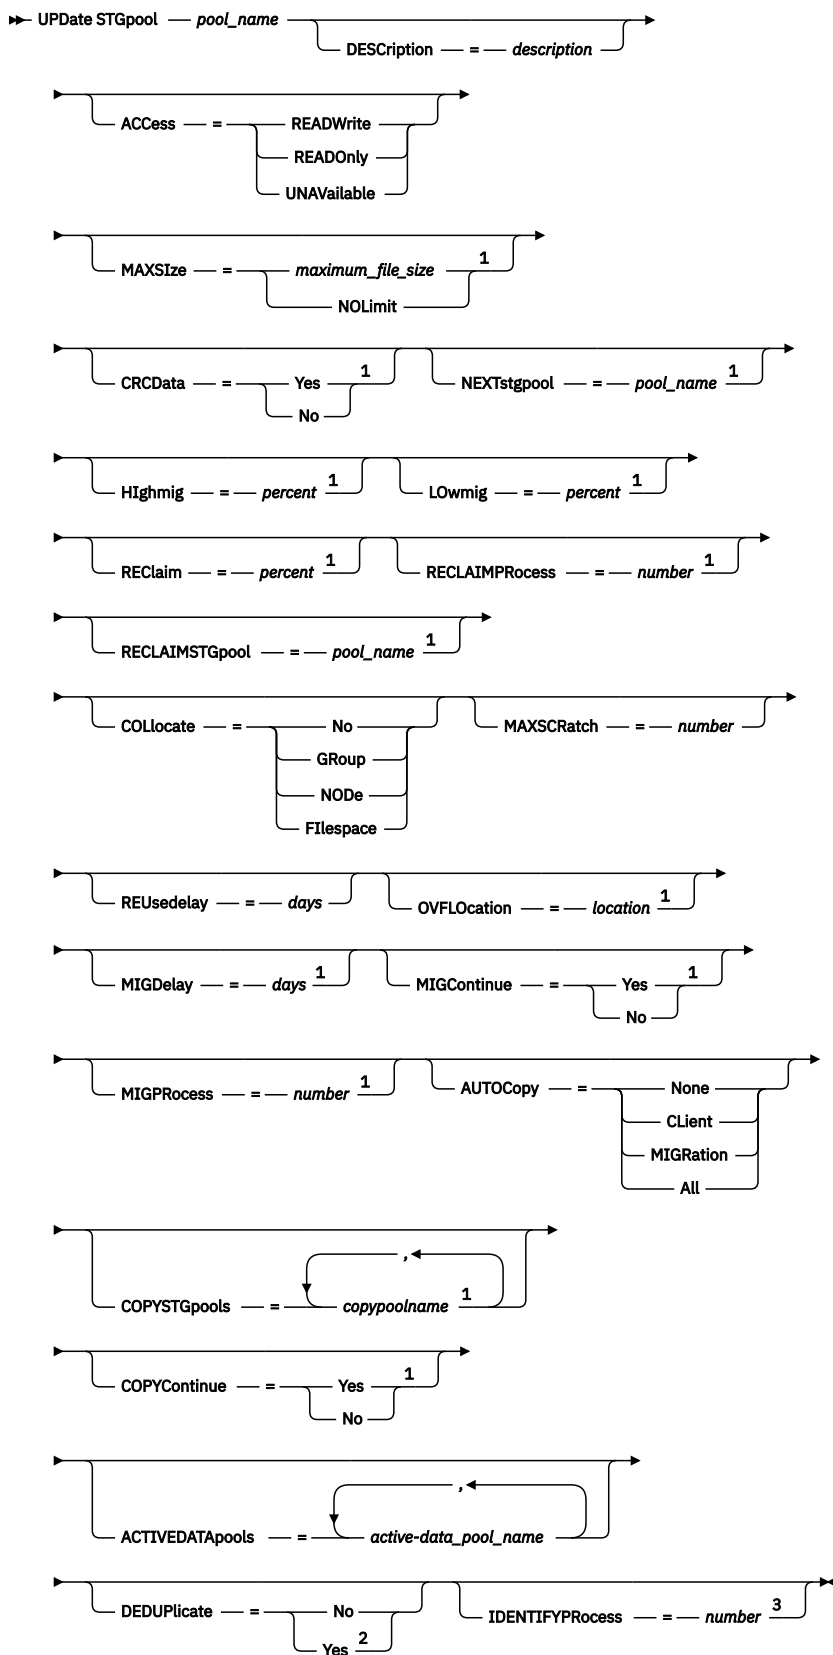 UPDate STGpool pool_name
DESCription = description
ACCess = READWrite
READOnly
UNAVailable
MAXSIze = maximum_file_size 1
NOLimit
CRCData = Yes 1 NEXTstgpool = pool_name 1
No
HIghmig = percent 1 LOwmig = percent 1
REClaim = percent 1 RECLAIMPRocess = number 1
RECLAIMSTGpool = pool_name 1
COLlocate = No MAXSCRatch = number
GRoup
NODe
FIlespace
REUsedelay = days OVFLOcation = location 1
MIGDelay = days 1 MIGContinue = Yes 1
No
MIGPRocess = number 1 AUTOCopy = None
CLient
MIGRation
All
,
COPYSTGpools = copypoolname 1
COPYContinue = Yes 1
No
,
ACTIVEDATApools = active-data_pool_name
DEDUPlicate = No IDENTIFYPRocess = number 3
Yes 2